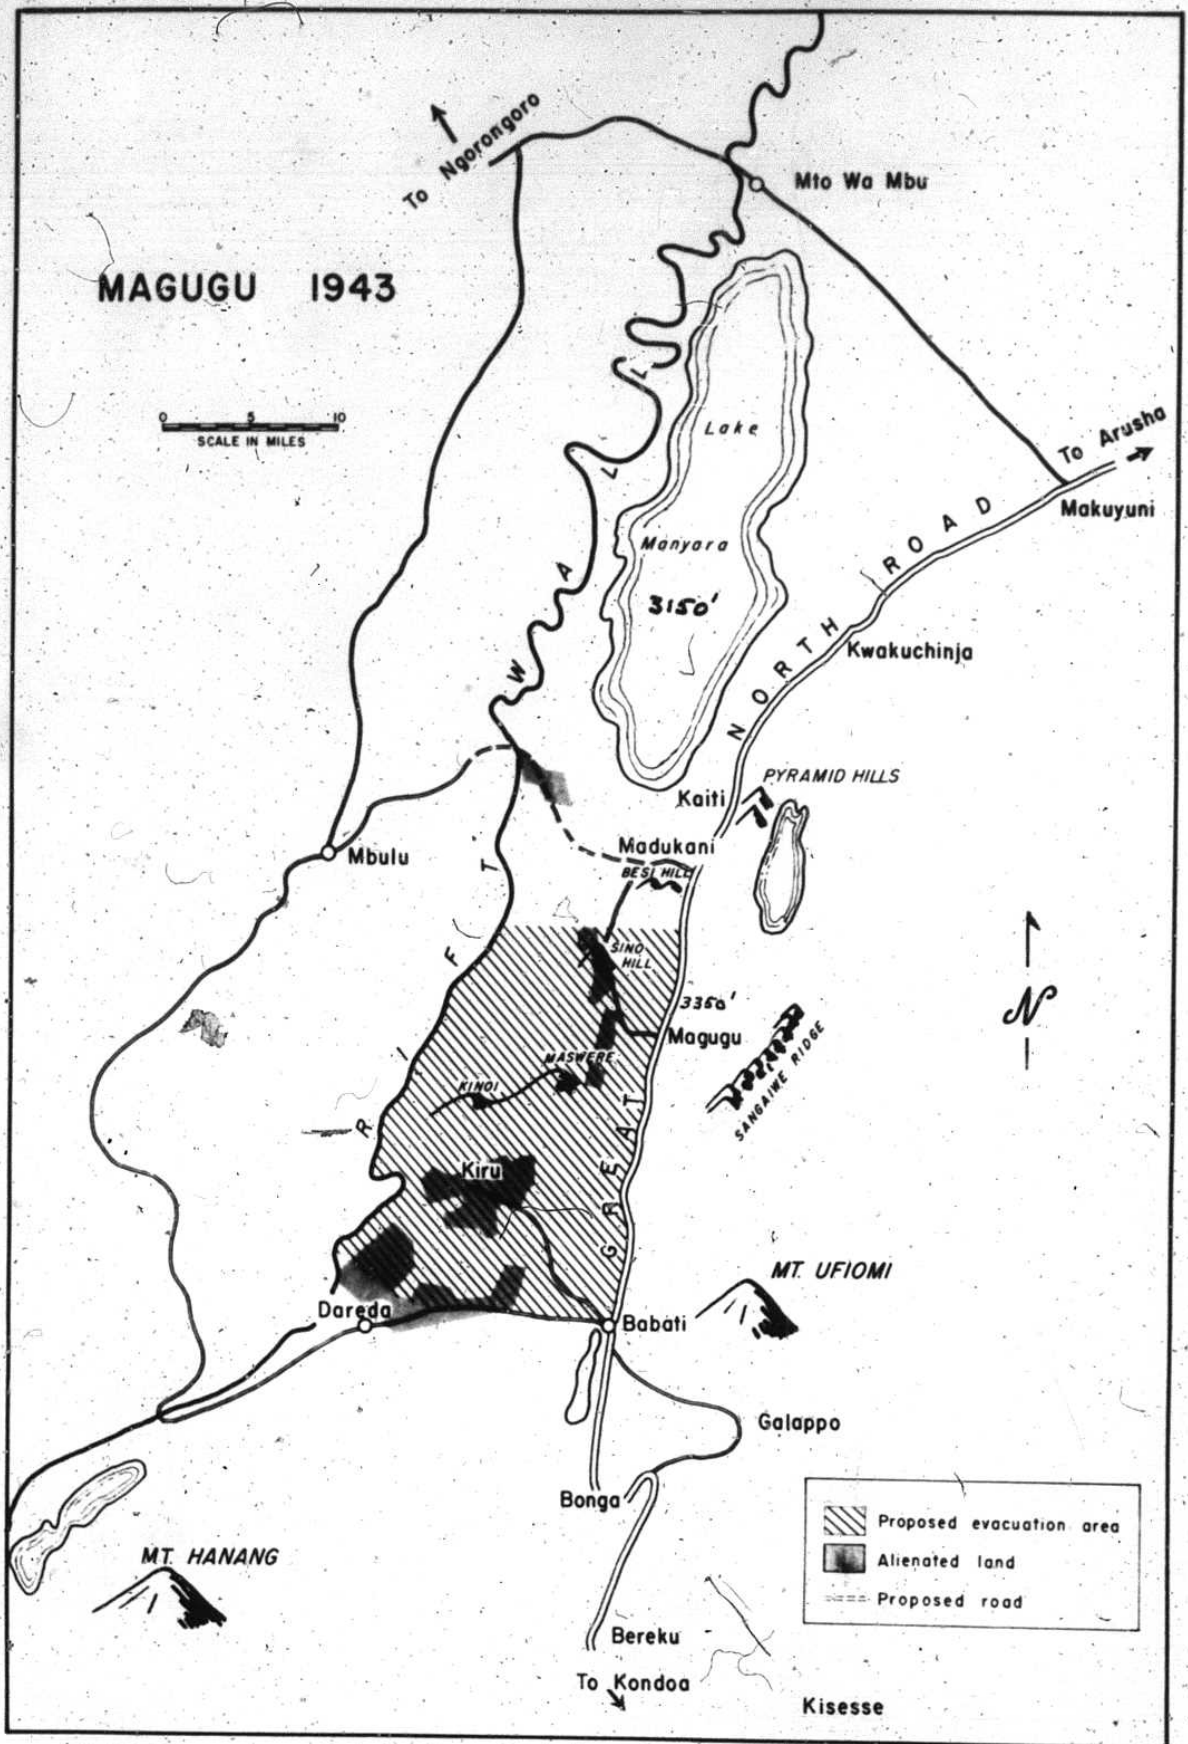 To Ngorongoro
Mto Wa Mbu
MAGUGU 1943
0 5 10
SCALE IN MILES
Lake
Manyara
3150'
To Arusha
Makuyuni
GREAT NORTH ROAD
Kwakuchinja
RIFT WALL
PYRAMID HILLS
Kaiti
Madukani
BESI HILL
Mbulu
SINO
HILL
3350'
Magugu
N
MASWERE
KINOI
SANGAIWE RIDGE
Kiru
MT. UFIOMI
Dareda
Babati
Galappo
Bonga
MT. HANANG
Proposed evacuation area
Alienated land
Proposed road
Bereku
To Kondoa
Kisesse